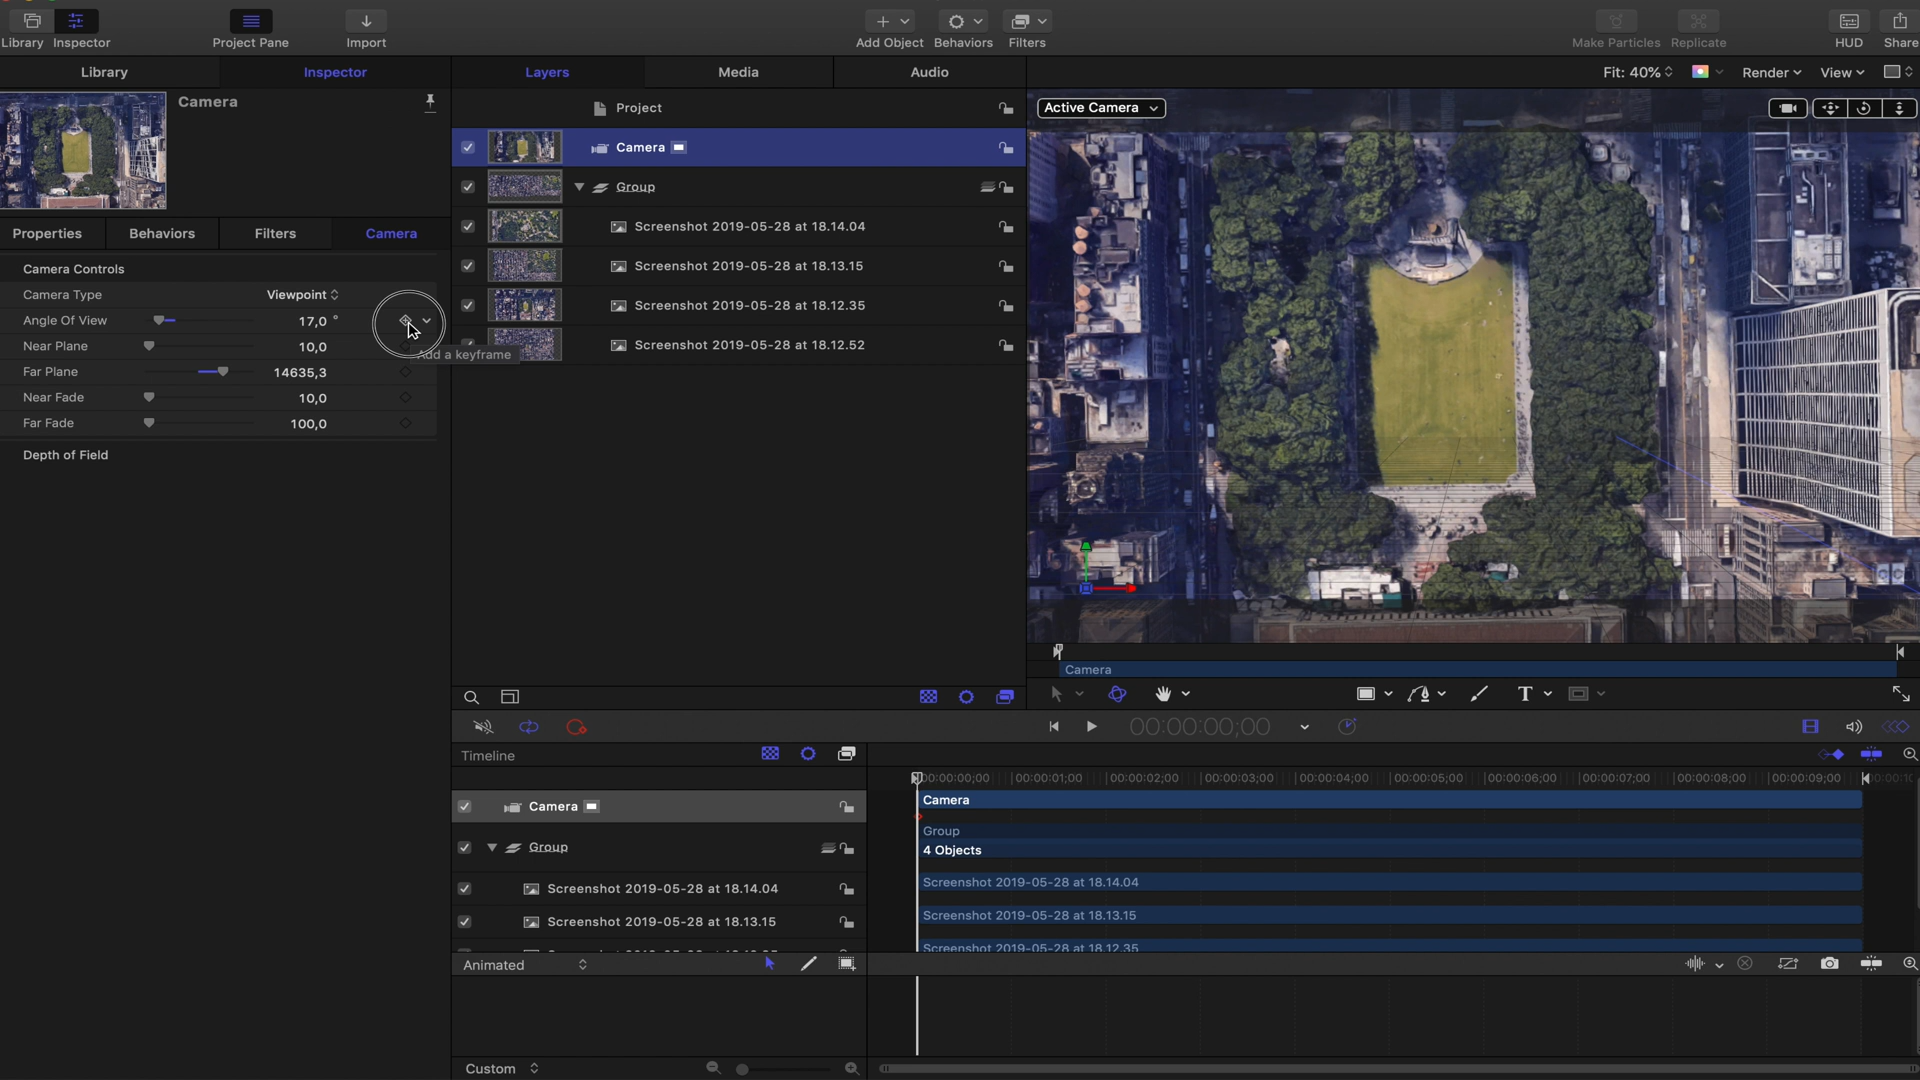 Library
Inspector
Project Pane
Import
Add Object
Behaviors
Filters
Make Particles
Replicate
HUD
Share
Library
Inspector
Layers
Media
Audio
Fit: 40%
Render
View
Camera
Project
Active Camera
Camera
Group
Screenshot 2019-05-28 at 18.14.04
Screenshot 2019-05-28 at 18.13.15
Screenshot 2019-05-28 at 18.12.35
Screenshot 2019-05-28 at 18.12.52
Properties
Behaviors
Filters
Camera
Camera Controls
Camera Type
Viewpoint
Angle Of View
17,0 °
Near Plane
10,0
Add a keyframe
Far Plane
14635,3
Near Fade
10,0
Far Fade
100,0
Depth of Field
Camera
T
00:00:00;00
Timeline
00:00:00;00
00:00:01;00
00:00:02;00
00:00:03;00
00:00:04;00
00:00:05;00
00:00:06;00
00:00:07;00
00:00:08;00
00:00:09;00
Camera
Camera
Group
Group
4 Objects
Screenshot 2019-05-28 at 18.14.04
Screenshot 2019-05-28 at 18.14.04
Screenshot 2019-05-28 at 18.13.15
Screenshot 2019-05-28 at 18.13.15
Screenshot 2019-05-28 at 18.12.35
Animated
Custom